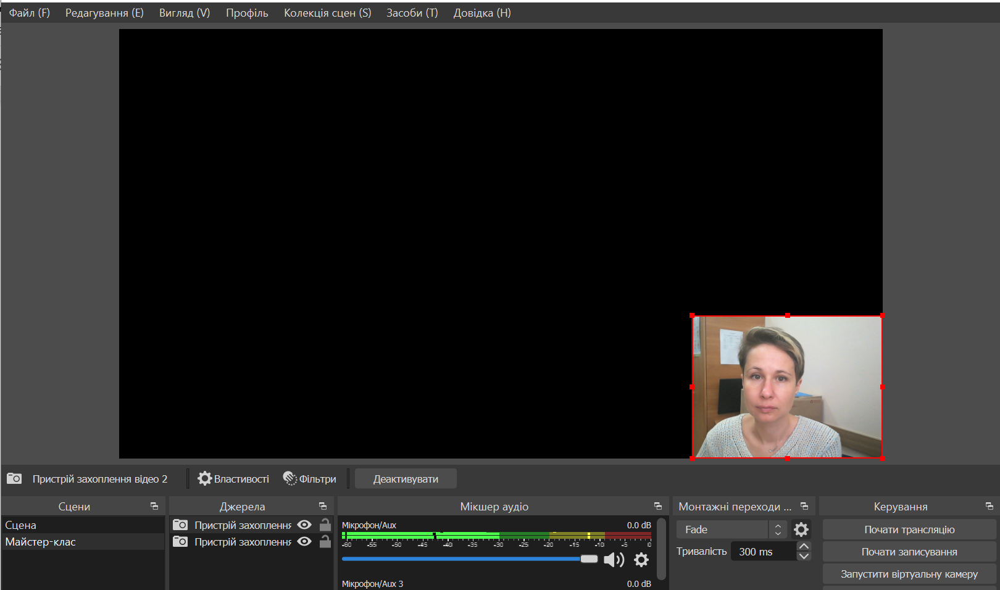 Файл (F) Редагування (E) Вигляд (V) Профіль Колекція сцен (S) Засоби (T) Довідка (H)
Пристрій захоплення відео 2 Властивості Фільтри Деактивувати
Сцени Джерела Мікшер аудіо Монтажні переходи ... Керування
Сцена
Майстер-клас
Пристрій захоплення
Пристрій захоплення
Мікрофон/Aux 0.0 dB
-60 -55 -50 -45 -40 -35 -30 -25 -20 -15 -10 -5 0
Мікрофон/Aux 3 0.0 dB
Fade
Тривалість 300 ms
Почати трансляцію
Почати записування
Запустити віртуальну камеру